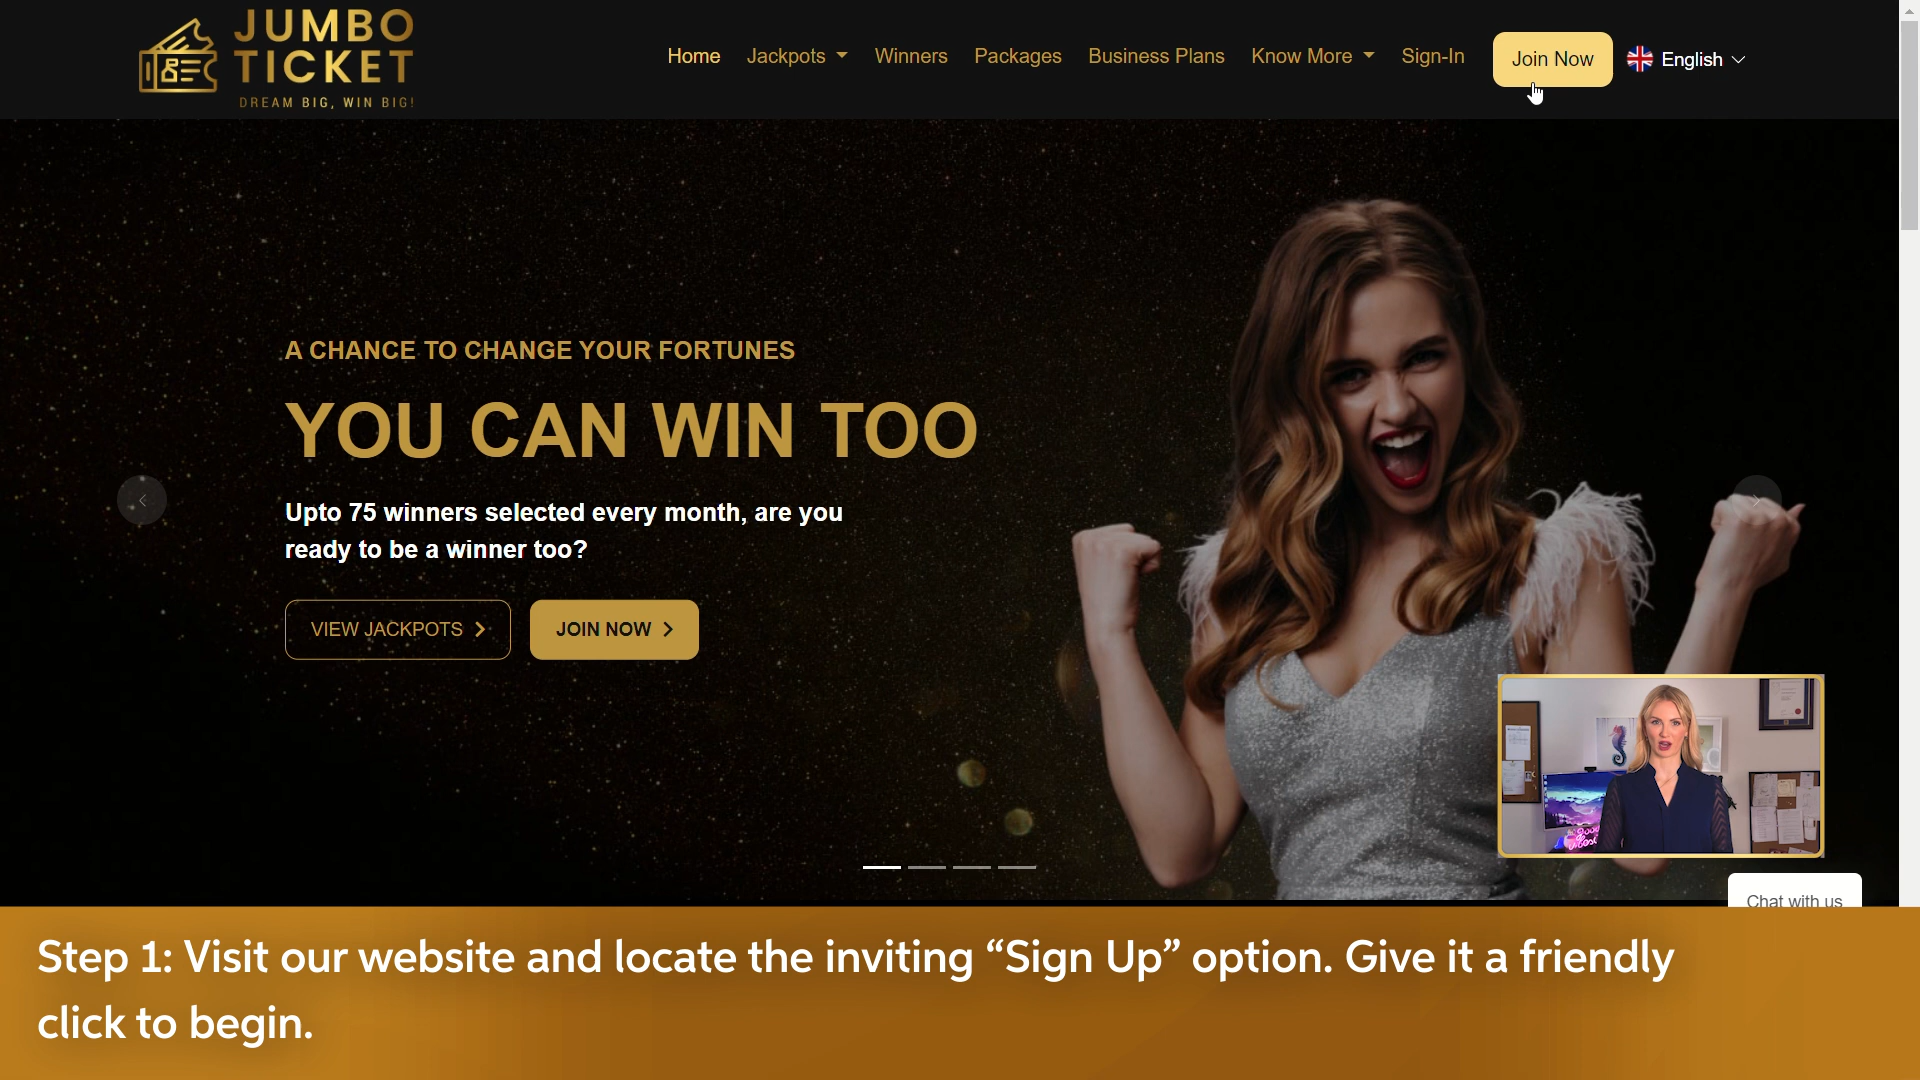 JUMBO
TICKET
DREAM BIG, WIN BIG!
Home Jackpots Winners Packages Business Plans Know More Sign-In Join Now English
A CHANCE TO CHANGE YOUR FORTUNES
YOU CAN WIN TOO
Upto 75 winners selected every month, are you
ready to be a winner too?
VIEW JACKPOTS JOIN NOW
Chat with us
Step 1: Visit our website and locate the inviting “Sign Up” option. Give it a friendly
click to begin.